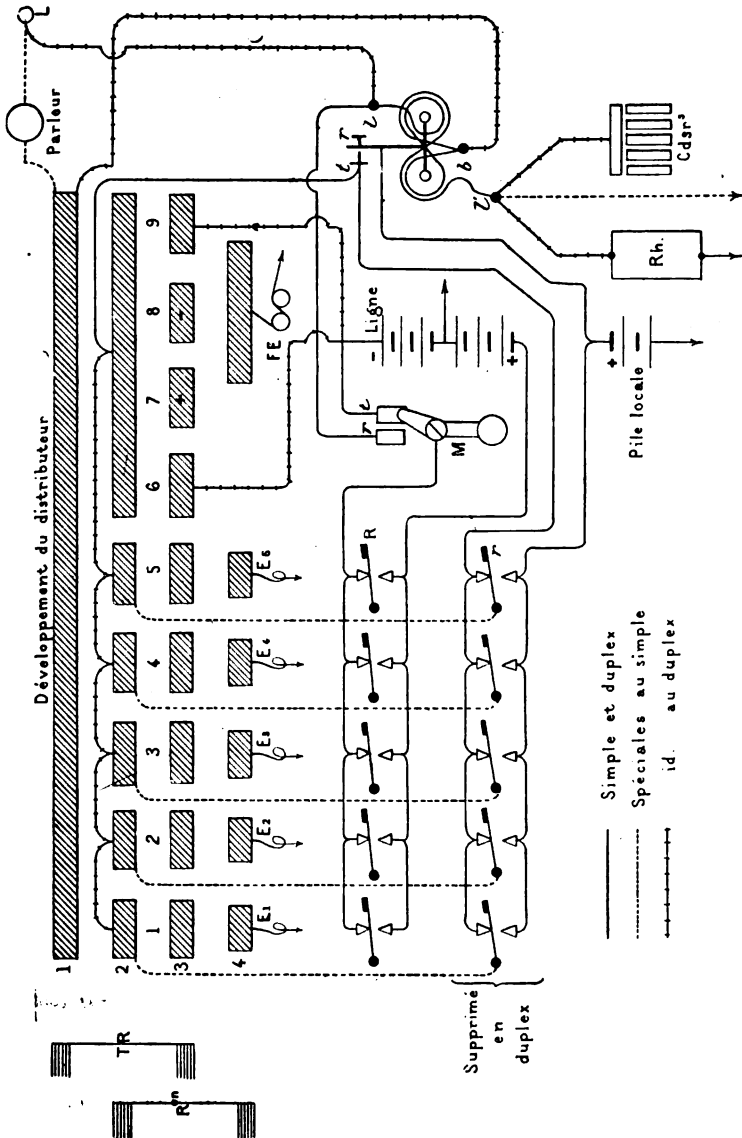 Développement du distributeur
Parleur
L
1
2
3
4
1 2 3 4 5 6 7 8 9
+ +
E1 E2 E3 E4 E5
FE
R
r
r t
M
- Ligne
+
t r
l
b
l'
Rh.
Cdsr³
+
Pile locale
Supprimé
en
duplex
TR
Rⁿ
Simple et duplex
Spéciales au simple
id. au duplex